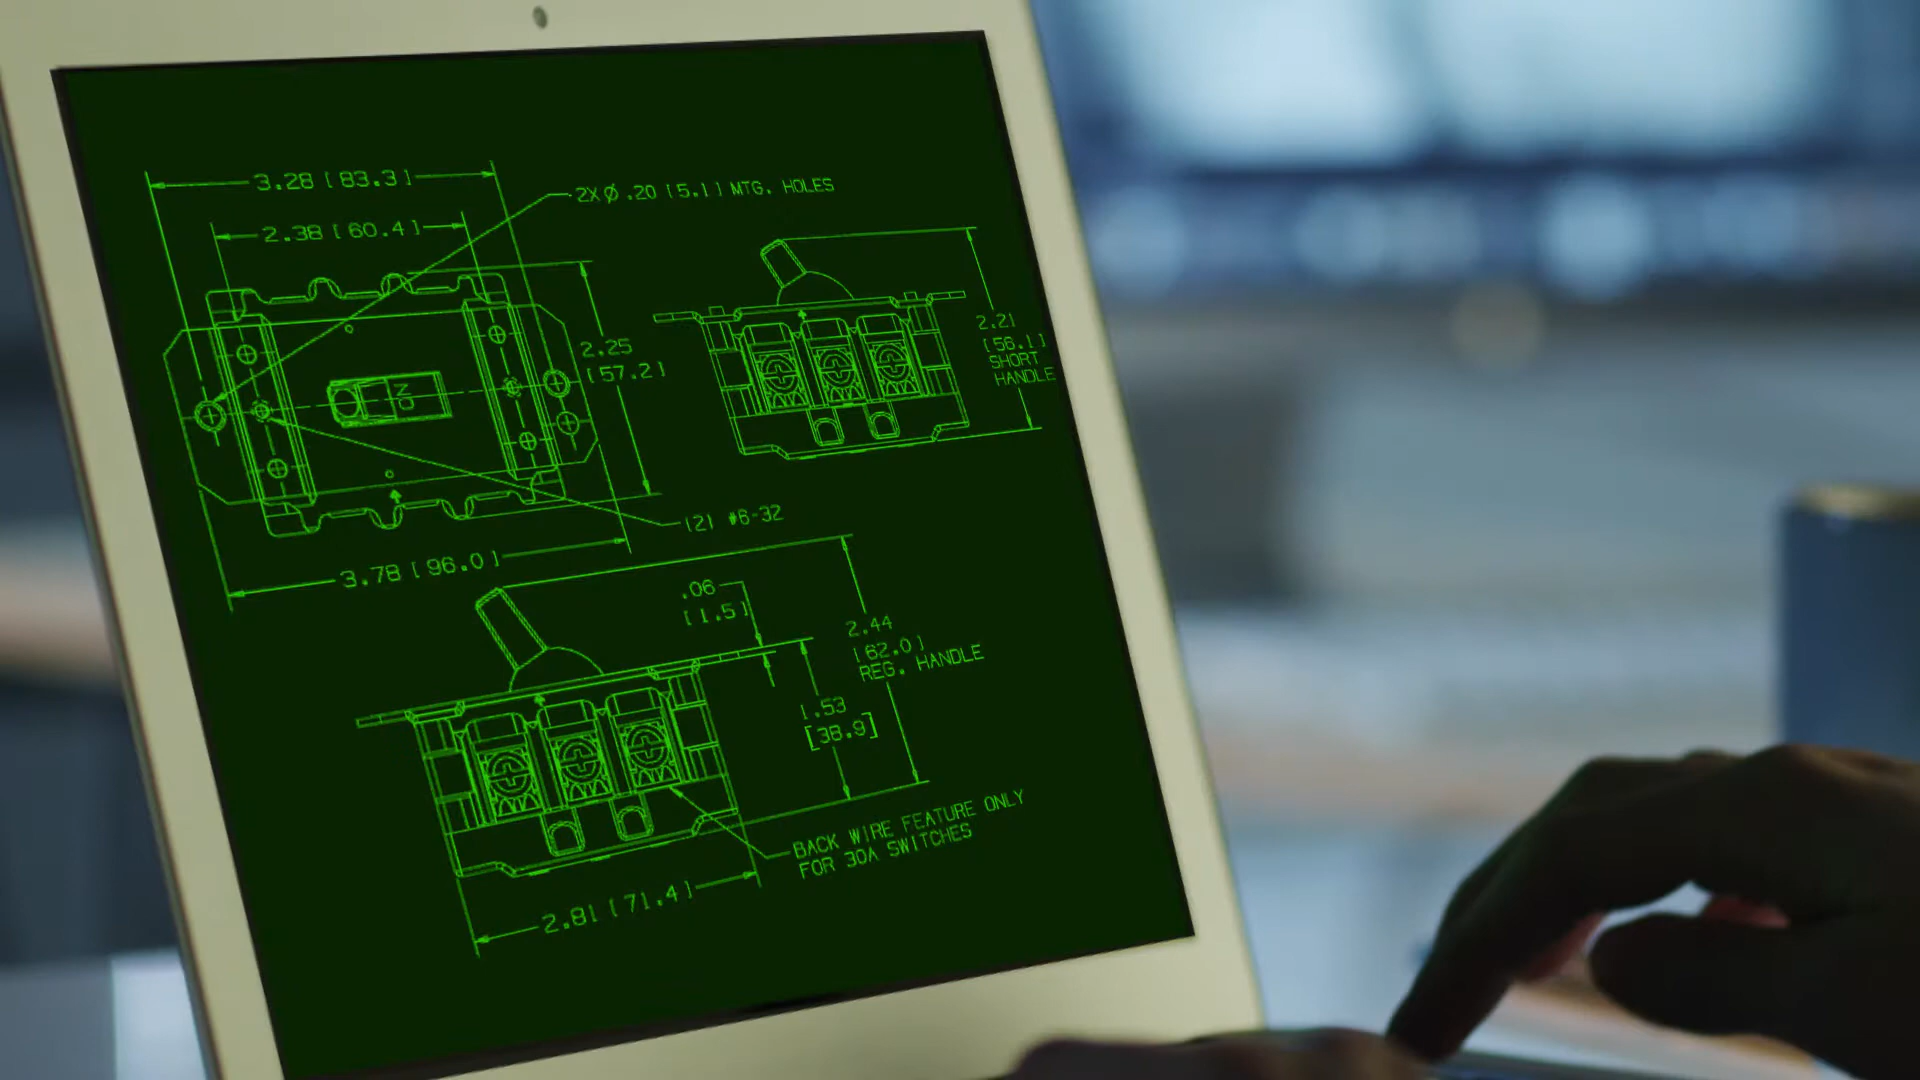 3.28 [83.3]
2X Ø .20 [5.1] MTG. HOLES
2.38 [60.4]
2.25
[57.2]
2.21
[56.1]
SHORT
HANDLE
NO
(2) #6-32
3.78 [96.0]
.06
[1.5]
2.44
[62.0]
REG. HANDLE
1.53
[38.9]
BACK WIRE FEATURE ONLY
FOR 30A SWITCHES
2.81 [71.4]